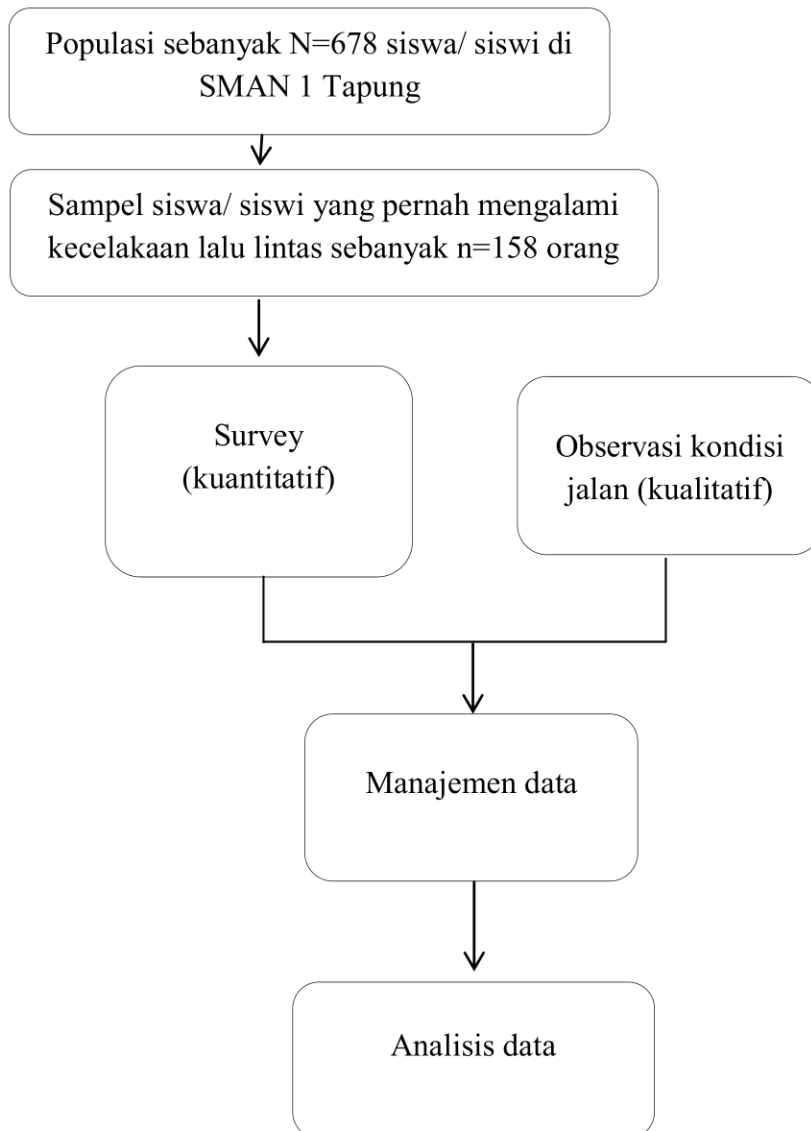 Populasi sebanyak N=678 siswa/ siswi di
SMAN 1 Tapung
Sampel siswa/ siswi yang pernah mengalami
kecelakaan lalu lintas sebanyak n=158 orang
Survey
(kuantitatif)
Observasi kondisi
jalan (kualitatif)
Manajemen data
Analisis data